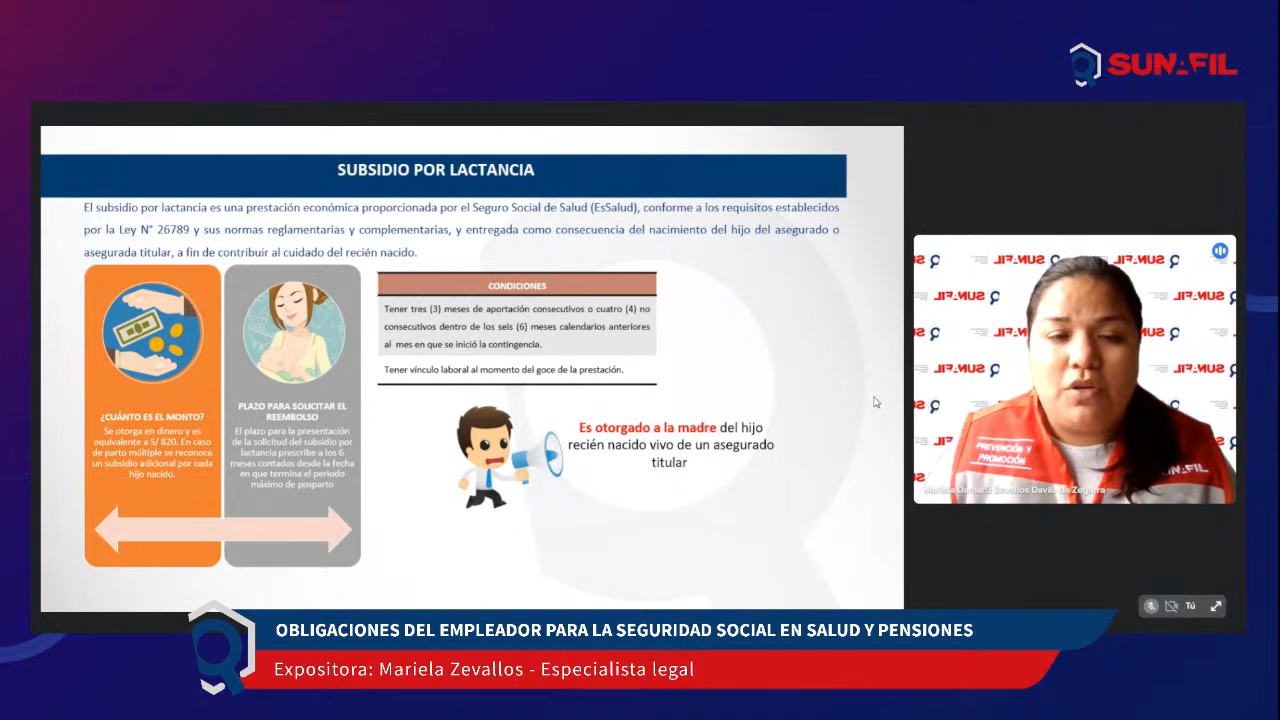 SUNAFIL
SUBSIDIO POR LACTANCIA
El subsidio por lactancia es una prestación económica proporcionada por el Seguro Social de Salud (EsSalud), conforme a los requisitos establecidos
por la Ley N° 26789 y sus normas reglamentarias y complementarias, y entregada como consecuencia del nacimiento del hijo del asegurado o
asegurada titular, a fin de contribuir al cuidado del recién nacido.
¿CUÁNTO ES EL MONTO?
Se otorga en dinero y es
equivalente a S/ 820. En caso
de parto múltiple se reconoce
un subsidio adicional por cada
hijo nacido.
PLAZO PARA SOLICITAR EL
REEMBOLSO
El plazo para la presentación
de la solicitud del subsidio por
lactancia prescribe a los 6
meses contados desde la fecha
en que termina el periodo
máximo de posparto
CONDICIONES
Tener tres (3) meses de aportación consecutivos o cuatro (4) no
consecutivos dentro de los seis (6) meses calendarios anteriores
al mes en que se inició la contingencia.
Tener vínculo laboral al momento del goce de la prestación.
Es otorgado a la madre del hijo
recién nacido vivo de un asegurado
titular
SUNAFIL
PREVENCIÓN Y
PROMOCIÓN
SUNAFIL
Mariela Damaris Zevallos Davila de Zegarra
Tú
OBLIGACIONES DEL EMPLEADOR PARA LA SEGURIDAD SOCIAL EN SALUD Y PENSIONES
Expositora: Mariela Zevallos - Especialista legal